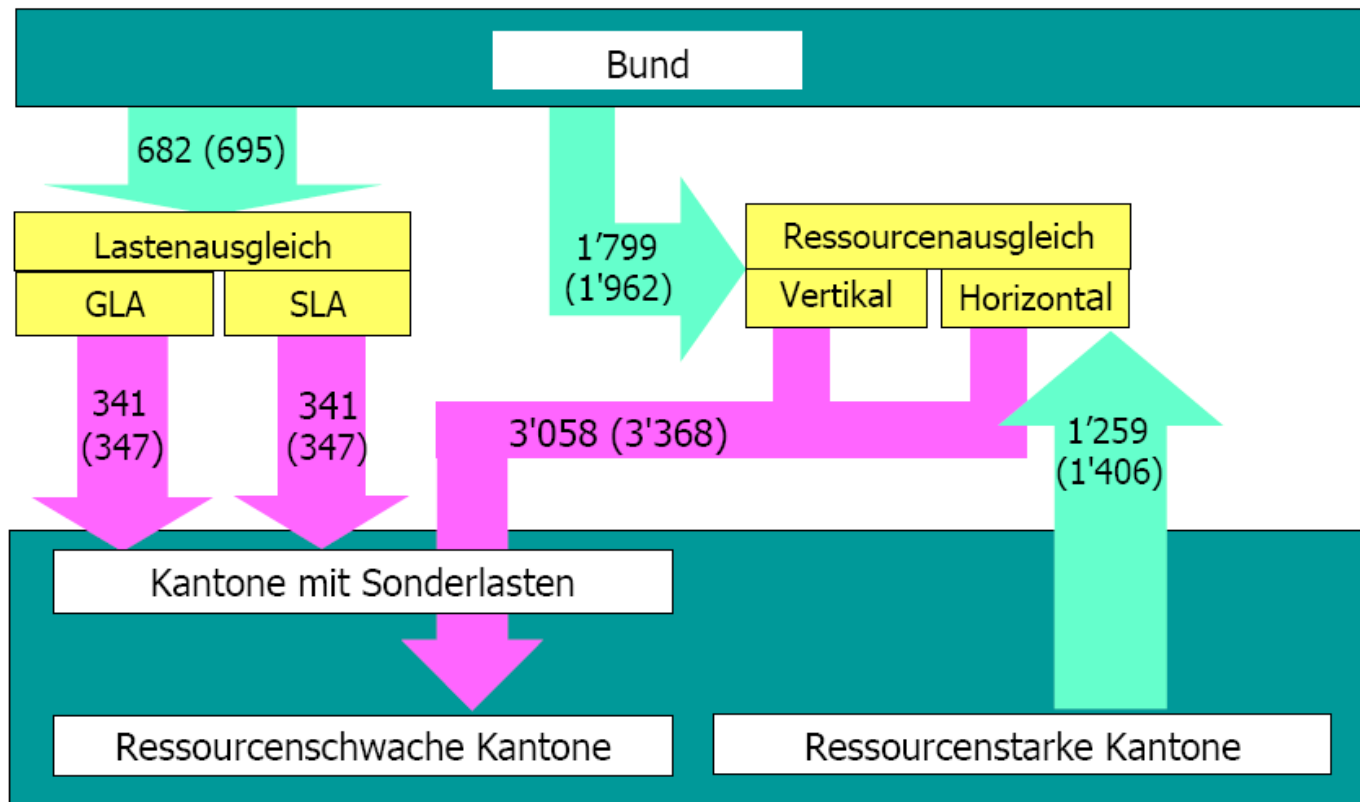 Bund
682 (695)
Lastenausgleich
GLA
SLA
1’799
(1'962)
Ressourcenausgleich
Vertikal
Horizontal
341
(347)
341
(347)
3'058 (3'368)
1’259
(1'406)
Kantone mit Sonderlasten
Ressourcenschwache Kantone
Ressourcenstarke Kantone